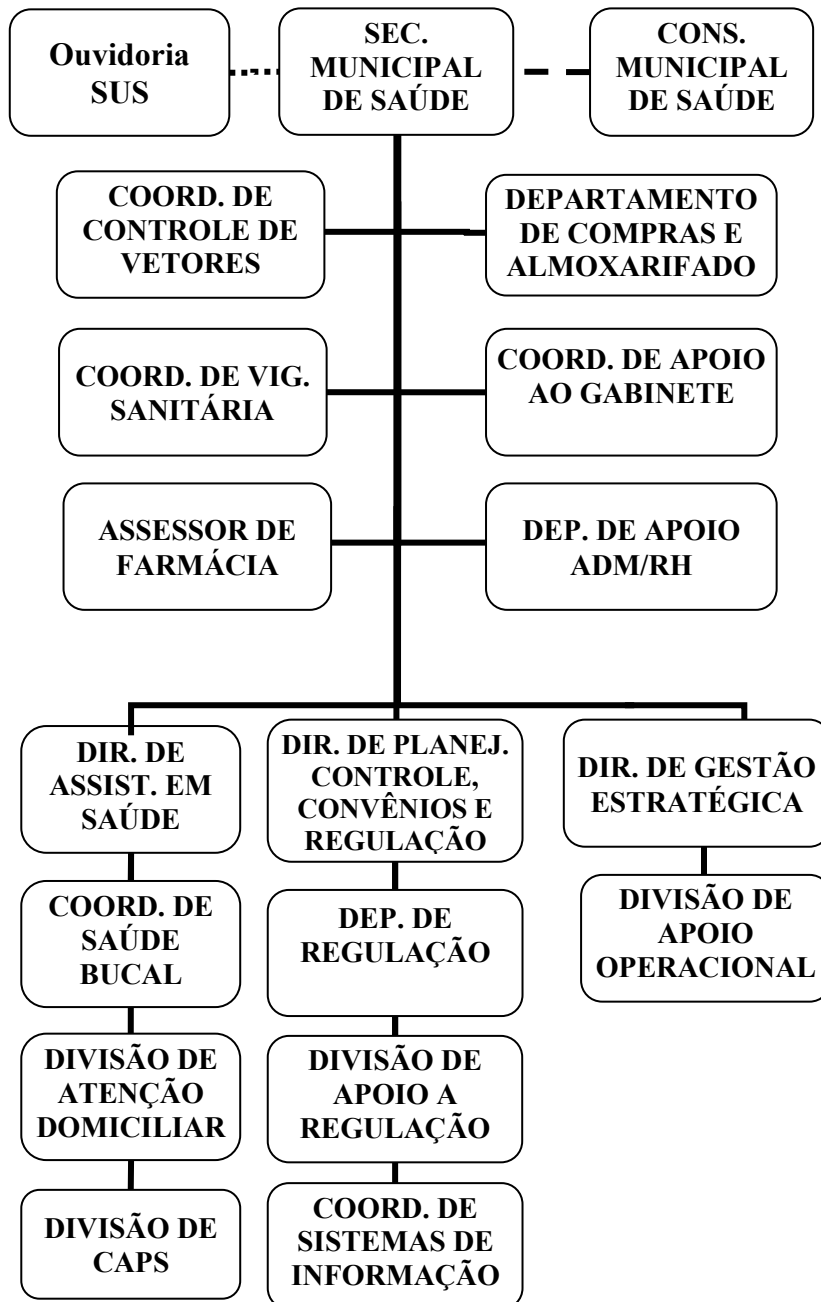 Ouvidoria
SUS
SEC.
MUNICIPAL
DE SAÚDE
CONS.
MUNICIPAL
DE SAÚDE
COORD. DE
CONTROLE DE
VETORES
DEPARTAMENTO
DE COMPRAS E
ALMOXARIFADO
COORD. DE VIG.
SANITÁRIA
COORD. DE APOIO
AO GABINETE
ASSESSOR DE
FARMÁCIA
DEP. DE APOIO
ADM/RH
DIR. DE
ASSIST. EM
SAÚDE
DIR. DE PLANEJ.
CONTROLE,
CONVÊNIOS E
REGULAÇÃO
DIR. DE GESTÃO
ESTRATÉGICA
COORD. DE
SAÚDE
BUCAL
DEP. DE
REGULAÇÃO
DIVISÃO DE
APOIO
OPERACIONAL
DIVISÃO DE
ATENÇÃO
DOMICILIAR
DIVISÃO DE
APOIO A
REGULAÇÃO
DIVISÃO DE
CAPS
COORD. DE
SISTEMAS DE
INFORMAÇÃO